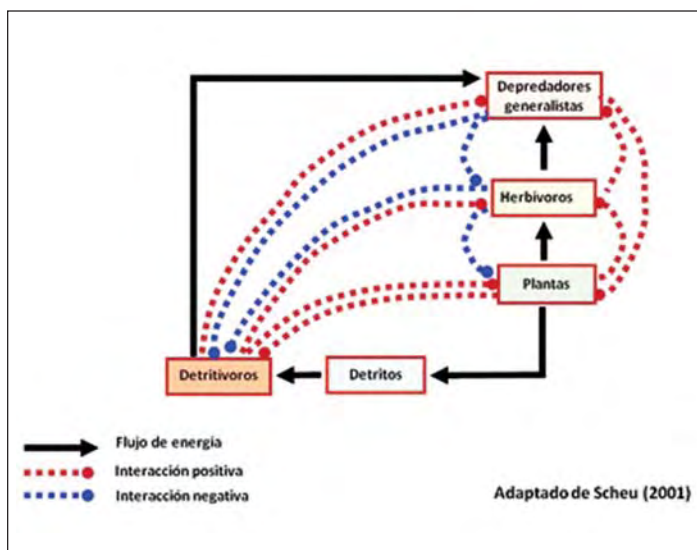 Depredadores
generalistas
Herbívoros
Plantas
Detritívoros
Detritos
Flujo de energía
Interacción positiva
Interacción negativa
Adaptado de Scheu (2001)